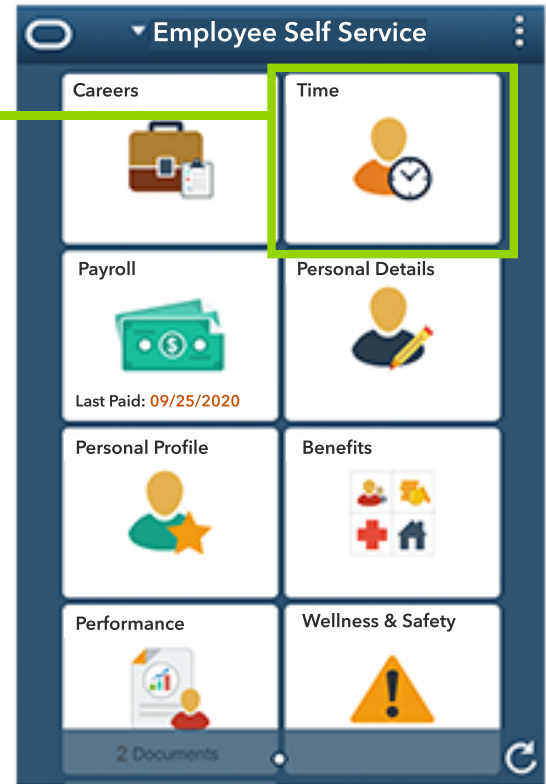 Employee Self Service
Careers
Time
Payroll
Last Paid: 09/25/2020
Personal Details
Personal Profile
Benefits
Performance
2 Documents
Wellness & Safety